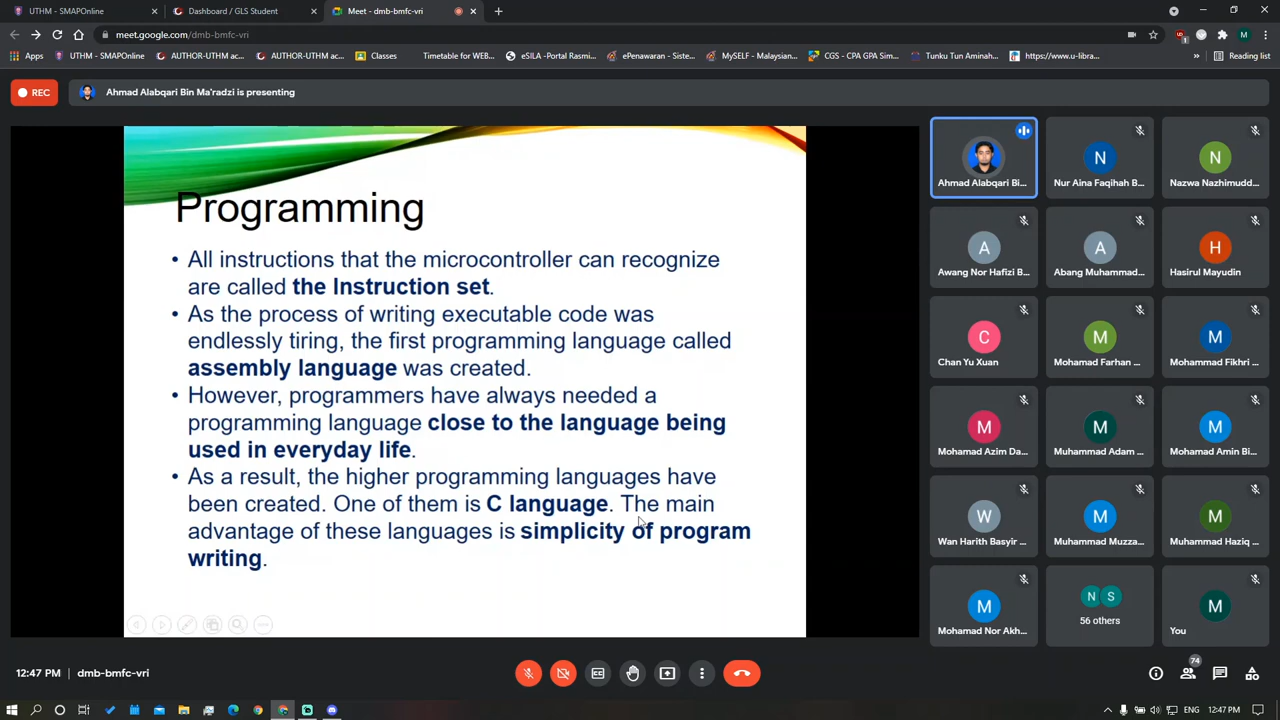 UTHM - SMAPOnline
Dashboard / GLS Student
Meet - dmb-bmfc-vri
meet.google.com/dmb-bmfc-vri
Apps
UTHM - SMAPOnline
AUTHOR-UTHM ac...
AUTHOR-UTHM ac...
Classes
Timetable for WEB...
eSILA -Portal Rasmi...
ePenawaran - Siste...
MySELF - Malaysian...
CGS - CPA GPA Sim...
Tunku Tun Aminah...
https://www.u-libra...
»
Reading list
REC
Ahmad Alabqari Bin Ma'radzi is presenting
Programming
• All instructions that the microcontroller can recognize
are called the Instruction set.
• As the process of writing executable code was
endlessly tiring, the first programming language called
assembly language was created.
• However, programmers have always needed a
programming language close to the language being
used in everyday life.
• As a result, the higher programming languages have
been created. One of them is C language. The main
advantage of these languages is simplicity of program
writing.
Ahmad Alabqari Bi...
N
Nur Aina Faqihah B...
N
Nazwa Nazhimudd...
A
Awang Nor Hafizi B...
A
Abang Muhammad...
H
Hasirul Mayudin
C
Chan Yu Xuan
M
Mohamad Farhan ...
M
Mohammad Fikhri ...
M
Mohamad Azim Da...
M
Muhammad Adam ...
M
Mohamad Amin Bi...
W
Wan Harith Basyir ...
M
Muhammad Muzza...
M
Muhammad Haziq ...
M
Mohamad Nor Akh...
N S
56 others
M
You
12:47 PM | dmb-bmfc-vri
74
12:47 PM